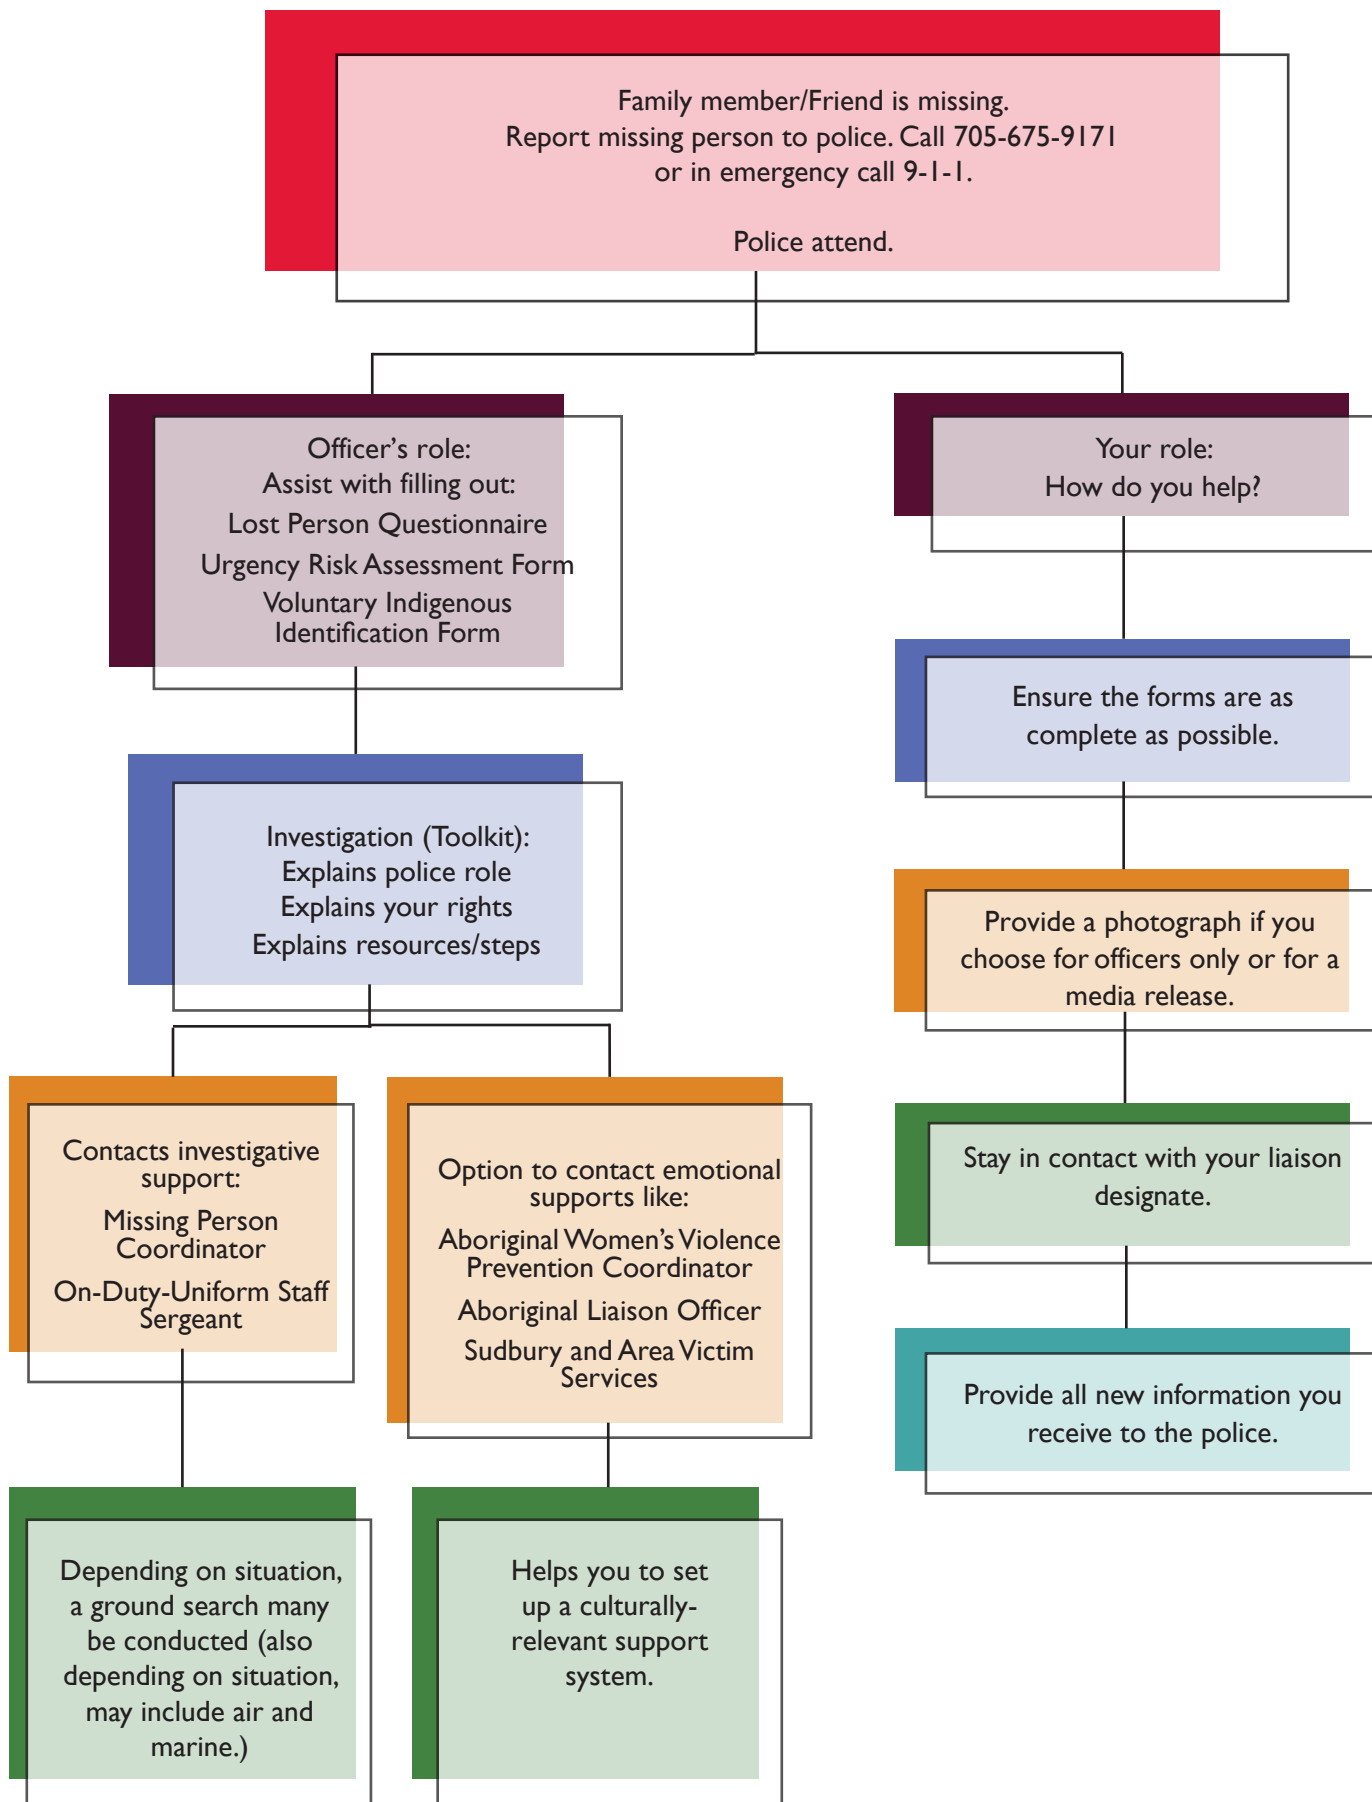 Family member/Friend is missing.
Report missing person to police. Call 705-675-9171
or in emergency call 9-1-1.
Police attend.
Officer's role:
Assist with filling out:
Lost Person Questionnaire
Urgency Risk Assessment Form
Voluntary Indigenous
Identification Form
Investigation (Toolkit):
Explains police role
Explains your rights
Explains resources/steps
Contacts investigative
support:
Missing Person
Coordinator
On-Duty-Uniform Staff
Sergeant
Depending on situation,
a ground search many
be conducted (also
depending on situation,
may include air and
marine.)
Option to contact emotional
supports like:
Aboriginal Women's Violence
Prevention Coordinator
Aboriginal Liaison Officer
Sudbury and Area Victim
Services
Helps you to set
up a culturally-
relevant support
system.
Your role:
How do you help?
Ensure the forms are as
complete as possible.
Provide a photograph if you
choose for officers only or for a
media release.
Stay in contact with your liaison
designate.
Provide all new information you
receive to the police.